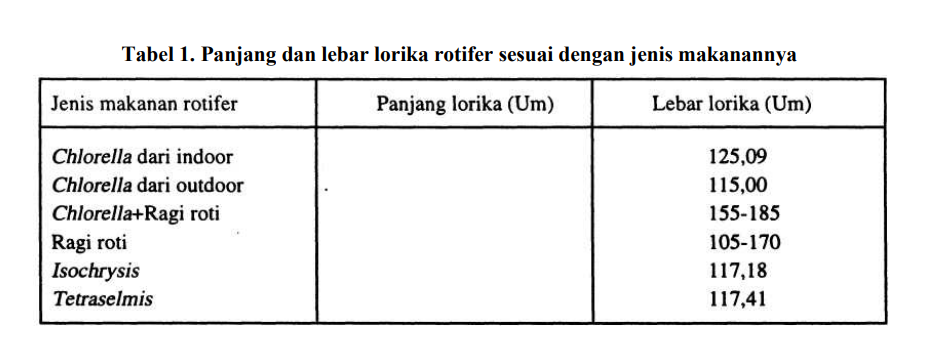 Tabel 1. Panjang dan lebar lorika rotifer sesuai dengan jenis makanannya
Jenis makanan rotifer Panjang lorika (Um) Lebar lorika (Um)
Chlorella dari indoor 125,09
Chlorella dari outdoor 115,00
Chlorella+Ragi roti 155-185
Ragi roti 105-170
Isochrysis 117,18
Tetraselmis 117,41